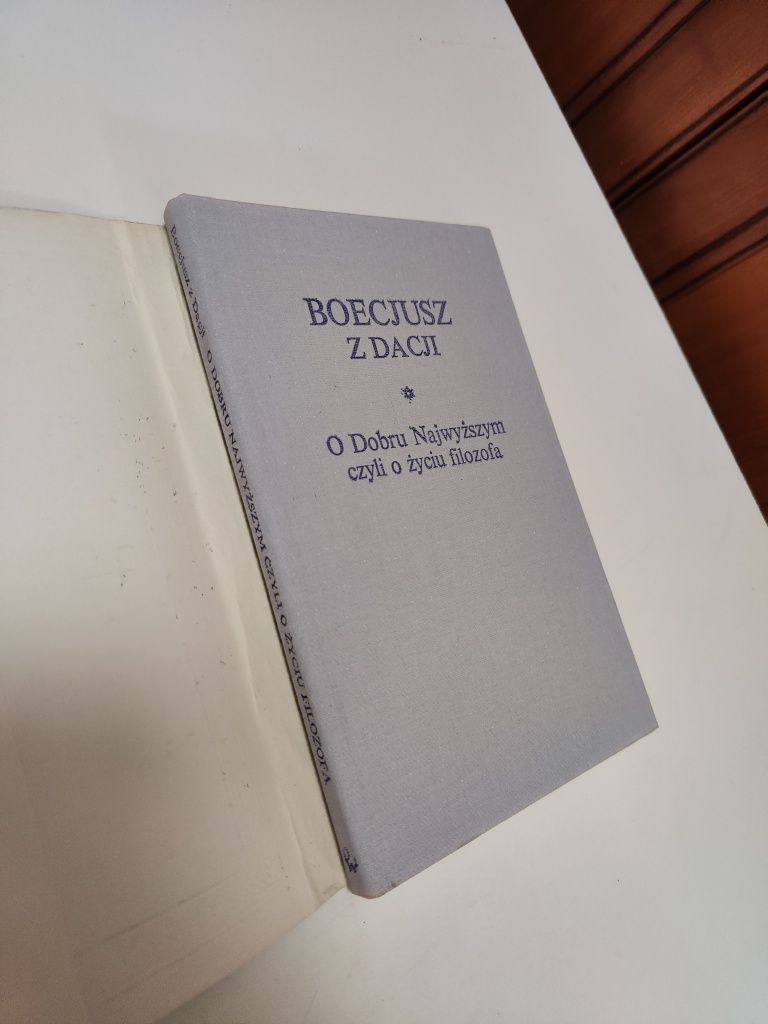 BOECJUSZ
Z DACJI
O Dobru Najwyższym
czyli o życiu filozofa
Boecjusz z Dacji O DOBRU NAJWYŻSZYM CZYLI O ŻYCIU FILOZOFA